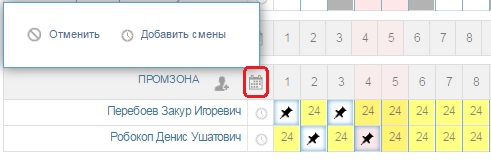 Отменить Добавить смены 1 2 3 4 5 6 7 8
ПРОМЗОНА 1 2 3 4 5 6 7 8
Перебоев Закур Игоревич 24 24 24 24 24 24
Робокоп Денис Ушатович 24 24 24 24 24 24